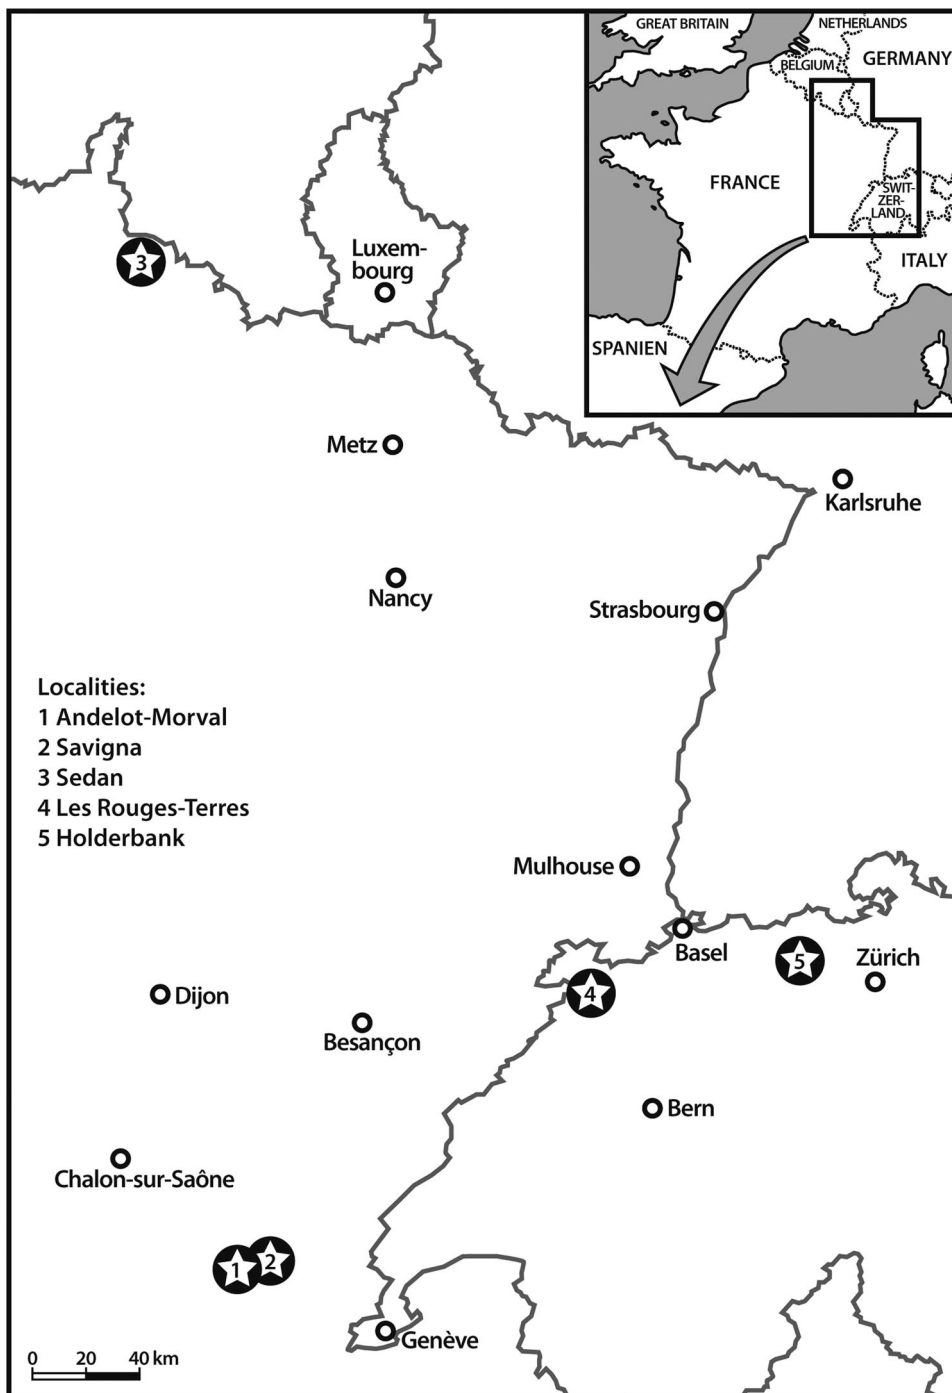 GREAT BRITAIN
NETHERLANDS
BELGIUM
GERMANY
FRANCE
SWIT-
ZER-
LAND
ITALY
SPANIEN
3
Luxem-
bourg
Metz
Karlsruhe
Nancy
Strasbourg
Localities:
1 Andelot-Morval
2 Savigna
3 Sedan
4 Les Rouges-Terres
5 Holderbank
Mulhouse
Basel
5
Zürich
4
Dijon
Besançon
Bern
Chalon-sur-Saône
1
2
Genève
0 20 40 km